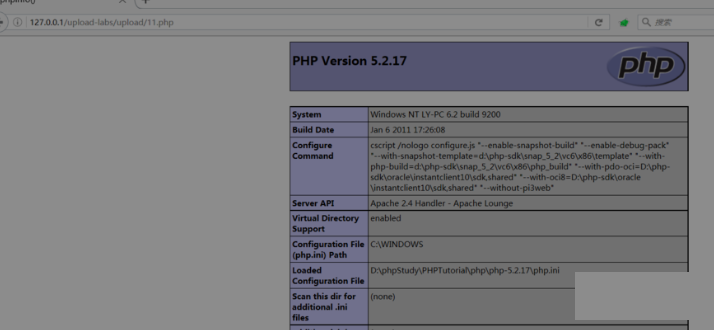 phpinfo()
127.0.0.1/upload-labs/upload/11.php
搜索
PHP Version 5.2.17
php
System Windows NT LY-PC 6.2 build 9200
Build Date Jan 6 2011 17:26:08
Configure Command cscript /nologo configure.js "--enable-snapshot-build" "--enable-debug-pack"
"--with-snapshot-template=d:\php-sdk\snap_5_2\vc6\x86\template" "--with-
php-build=d:\php-sdk\snap_5_2\vc6\x86\php_build" "--with-pdo-oci=D:\php-
sdk\oracle\instantclient10\sdk,shared" "--with-oci8=D:\php-sdk\oracle
\instantclient10\sdk,shared" "--without-pi3web"
Server API Apache 2.4 Handler - Apache Lounge
Virtual Directory Support enabled
Configuration File (php.ini) Path C:\WINDOWS
Loaded Configuration File D:\phpStudy\PHPTutorial\php\php-5.2.17\php.ini
Scan this dir for additional .ini files (none)